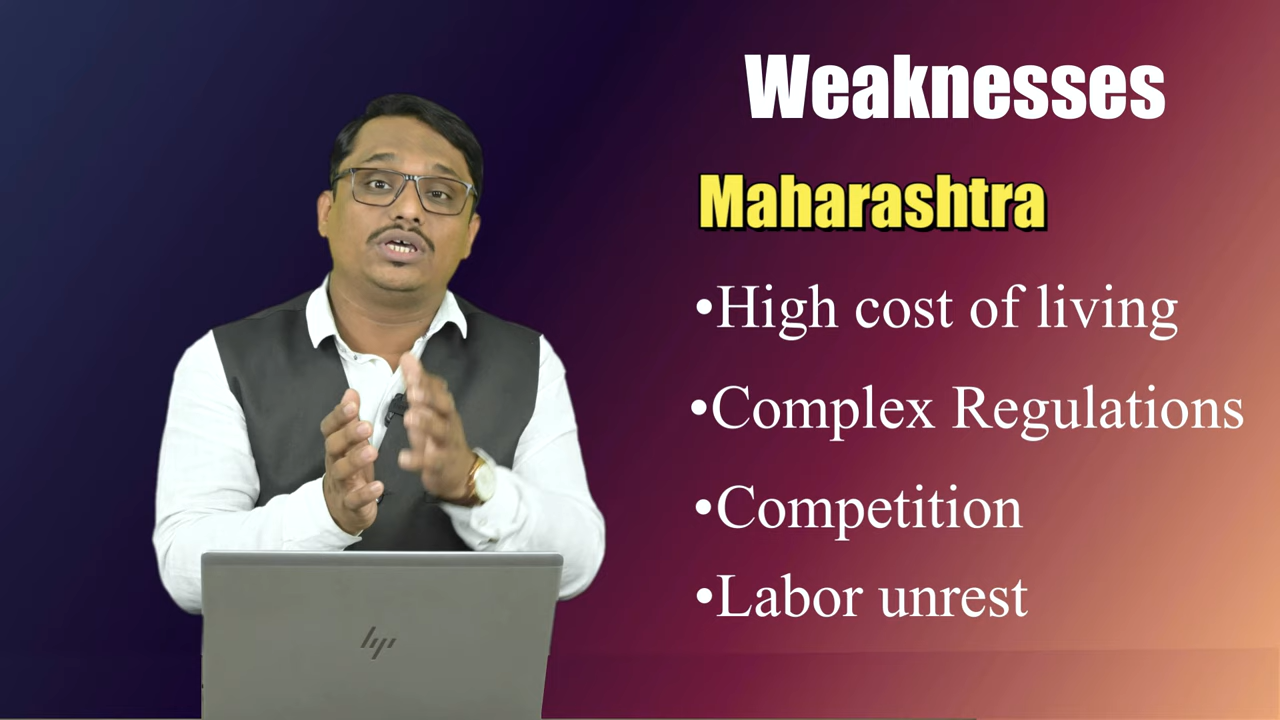 Weaknesses
Maharashtra
•High cost of living
•Complex Regulations
•Competition
•Labor unrest
hp